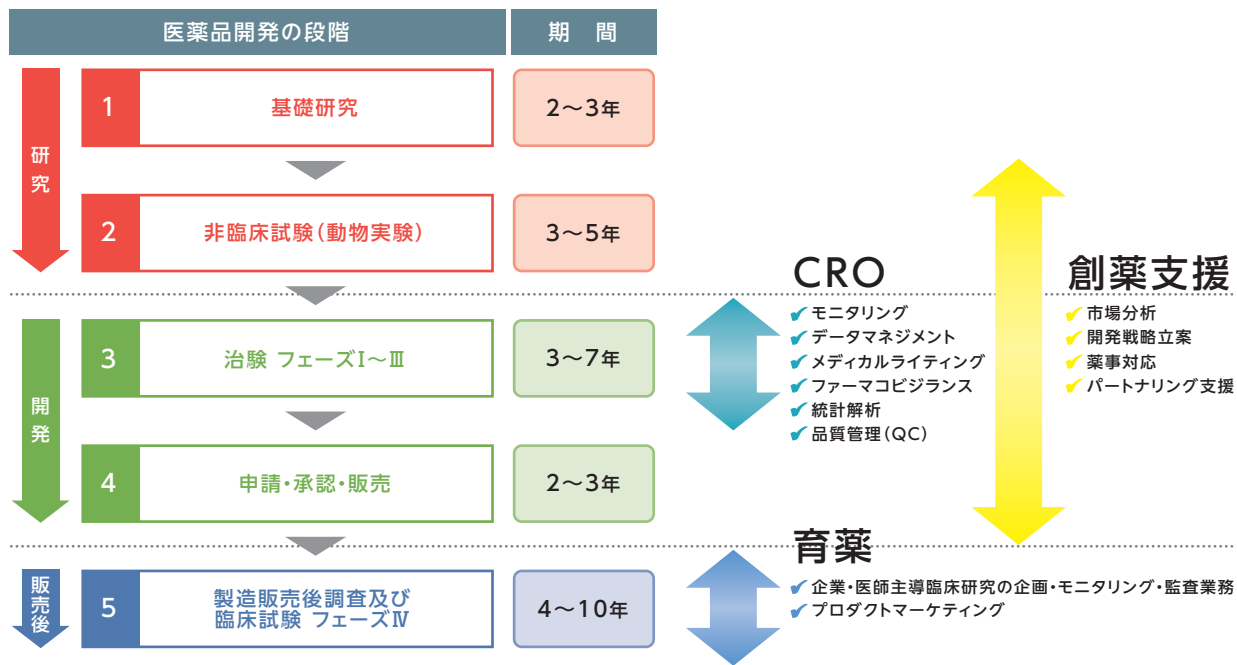 医薬品開発の段階
期 間
研究
1
基礎研究
2～3年
2
非臨床試験（動物実験）
3～5年
開発
3
治験 フェーズⅠ～Ⅲ
3～7年
4
申請・承認・販売
2～3年
販売後
5
製造販売後調査及び
臨床試験 フェーズⅣ
4～10年
CRO
✔モニタリング
✔データマネジメント
✔メディカルライティング
✔ファーマコビジランス
✔統計解析
✔品質管理（QC）
創薬支援
✔市場分析
✔開発戦略立案
✔薬事対応
✔パートナリング支援
育薬
✔企業・医師主導臨床研究の企画・モニタリング・監査業務
✔プロダクトマーケティング